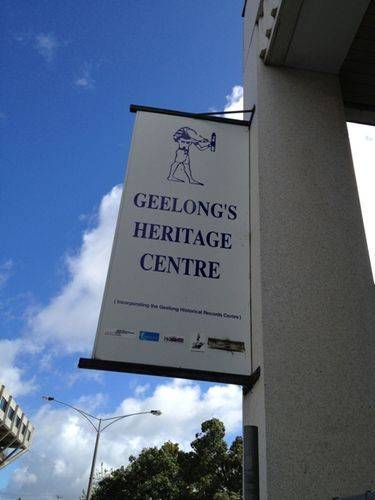 GEELONG'S
HERITAGE
CENTRE
( Incorporating the Geelong Historical Records Centre )